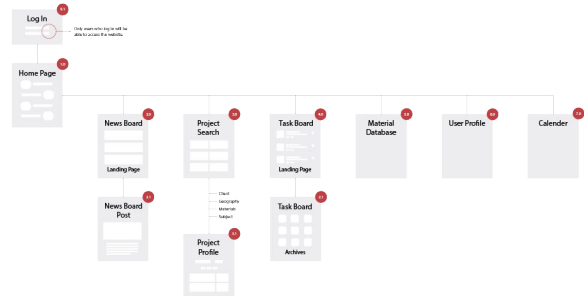 0.1
Log In
Only users who log in will be
able to access the website.
1.0
Home Page
2.0
News Board
Landing Page
3.0
Project
Search
4.0
Task Board
Landing Page
5.0
Material
Database
6.0
User Profile
7.0
Calender
2.1
News Board
Post
Client
Geography
Materials
Subject
3.1
Project
Profile
Task Board
Archives